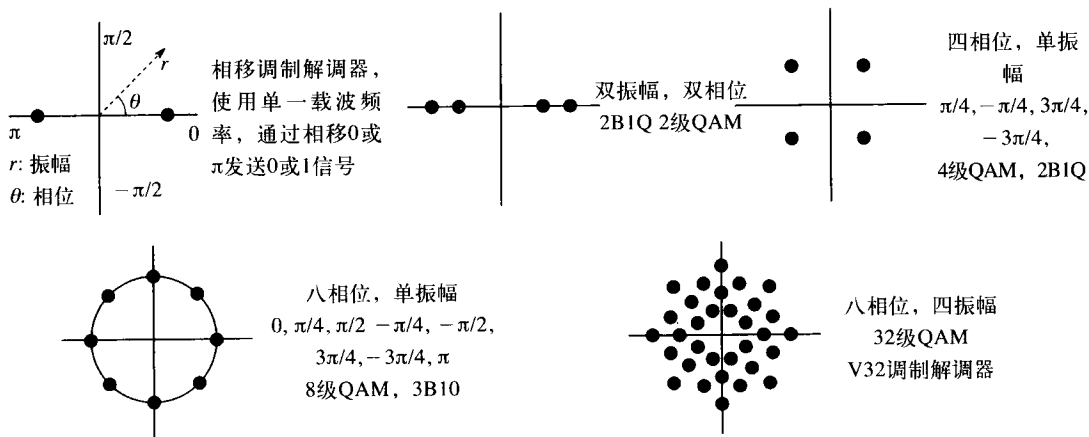 π/2
r
θ
π
0
r: 振幅
θ: 相位
－π/2
相移调制解调器，
使用单一载波频
率，通过相移0或
π发送0或1信号
双振幅，双相位
2B1Q 2级QAM
四相位，单振
幅
π/4, －π/4, 3π/4,
－3π/4,
4级QAM，2B1Q
八相位，单振幅
0, π/4, π/2 －π/4, －π/2,
3π/4, －3π/4, π
8级QAM，3B10
八相位，四振幅
32级QAM
V32调制解调器